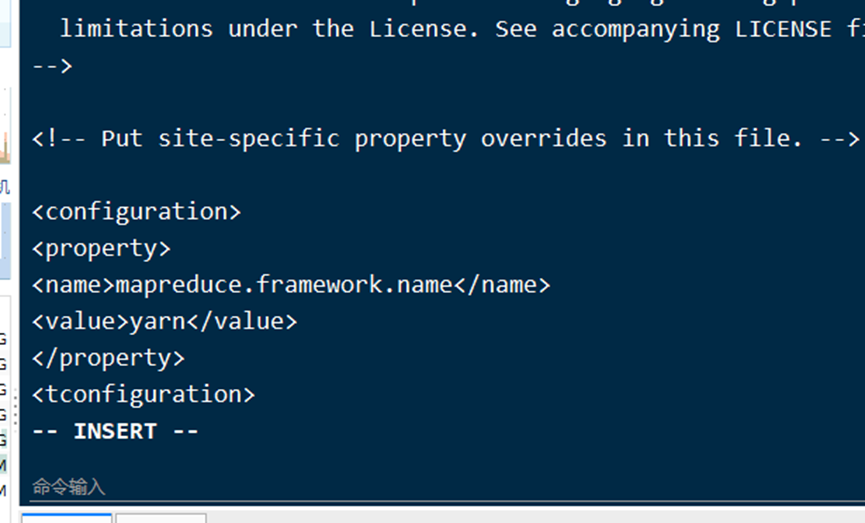 limitations under the License. See accompanying LICENSE
-->
<!-- Put site-specific property overrides in this file. -->
<configuration>
<property>
<name>mapreduce.framework.name</name>
<value>yarn</value>
</property>
<tconfiguration>
-- INSERT --
命令输入
机
G
G
G
G
G
M
M